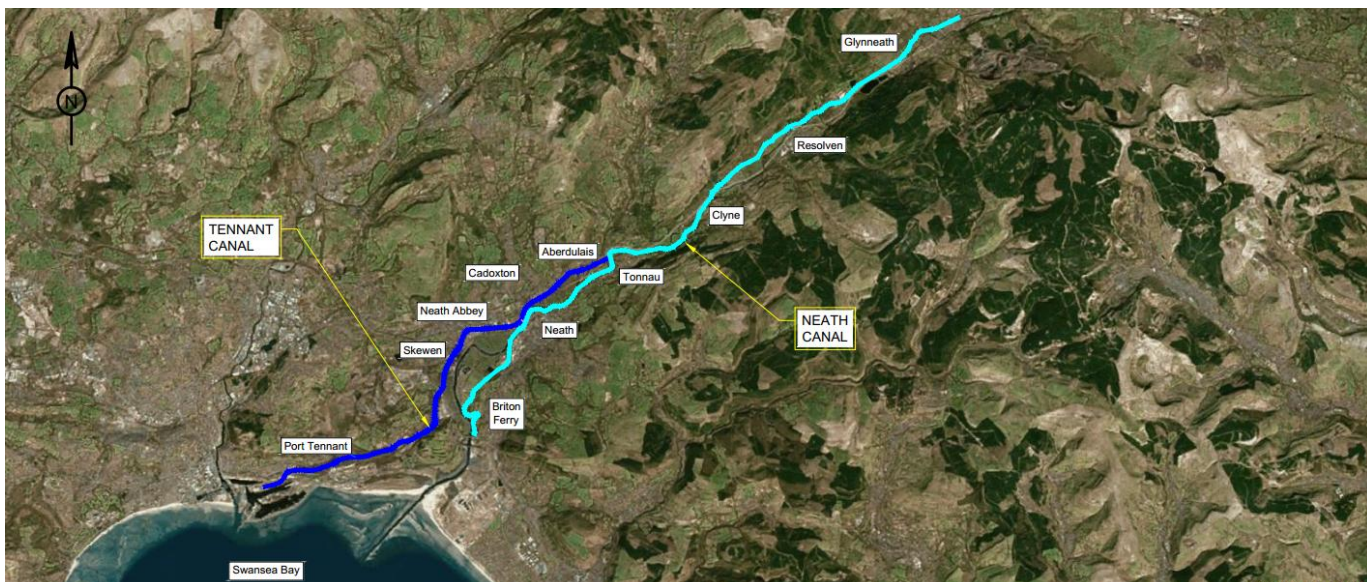 N
Glynneath
Resolven
Clyne
TENNANT
CANAL
Aberdulais
Cadoxton
Tonnau
Neath Abbey
NEATH
CANAL
Neath
Skewen
Briton
Ferry
Port Tennant
Swansea Bay